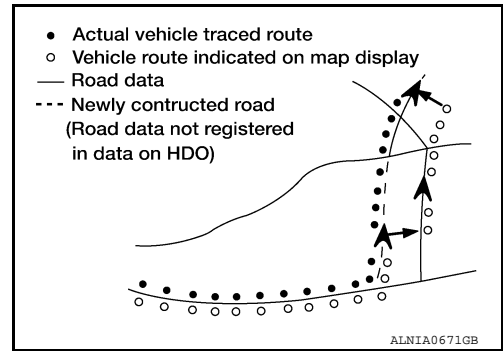 Actual vehicle traced route
Vehicle route indicated on map display
Road data
Newly contructed road
(Road data not registered
in data on HDO)
ALNIA0671GB